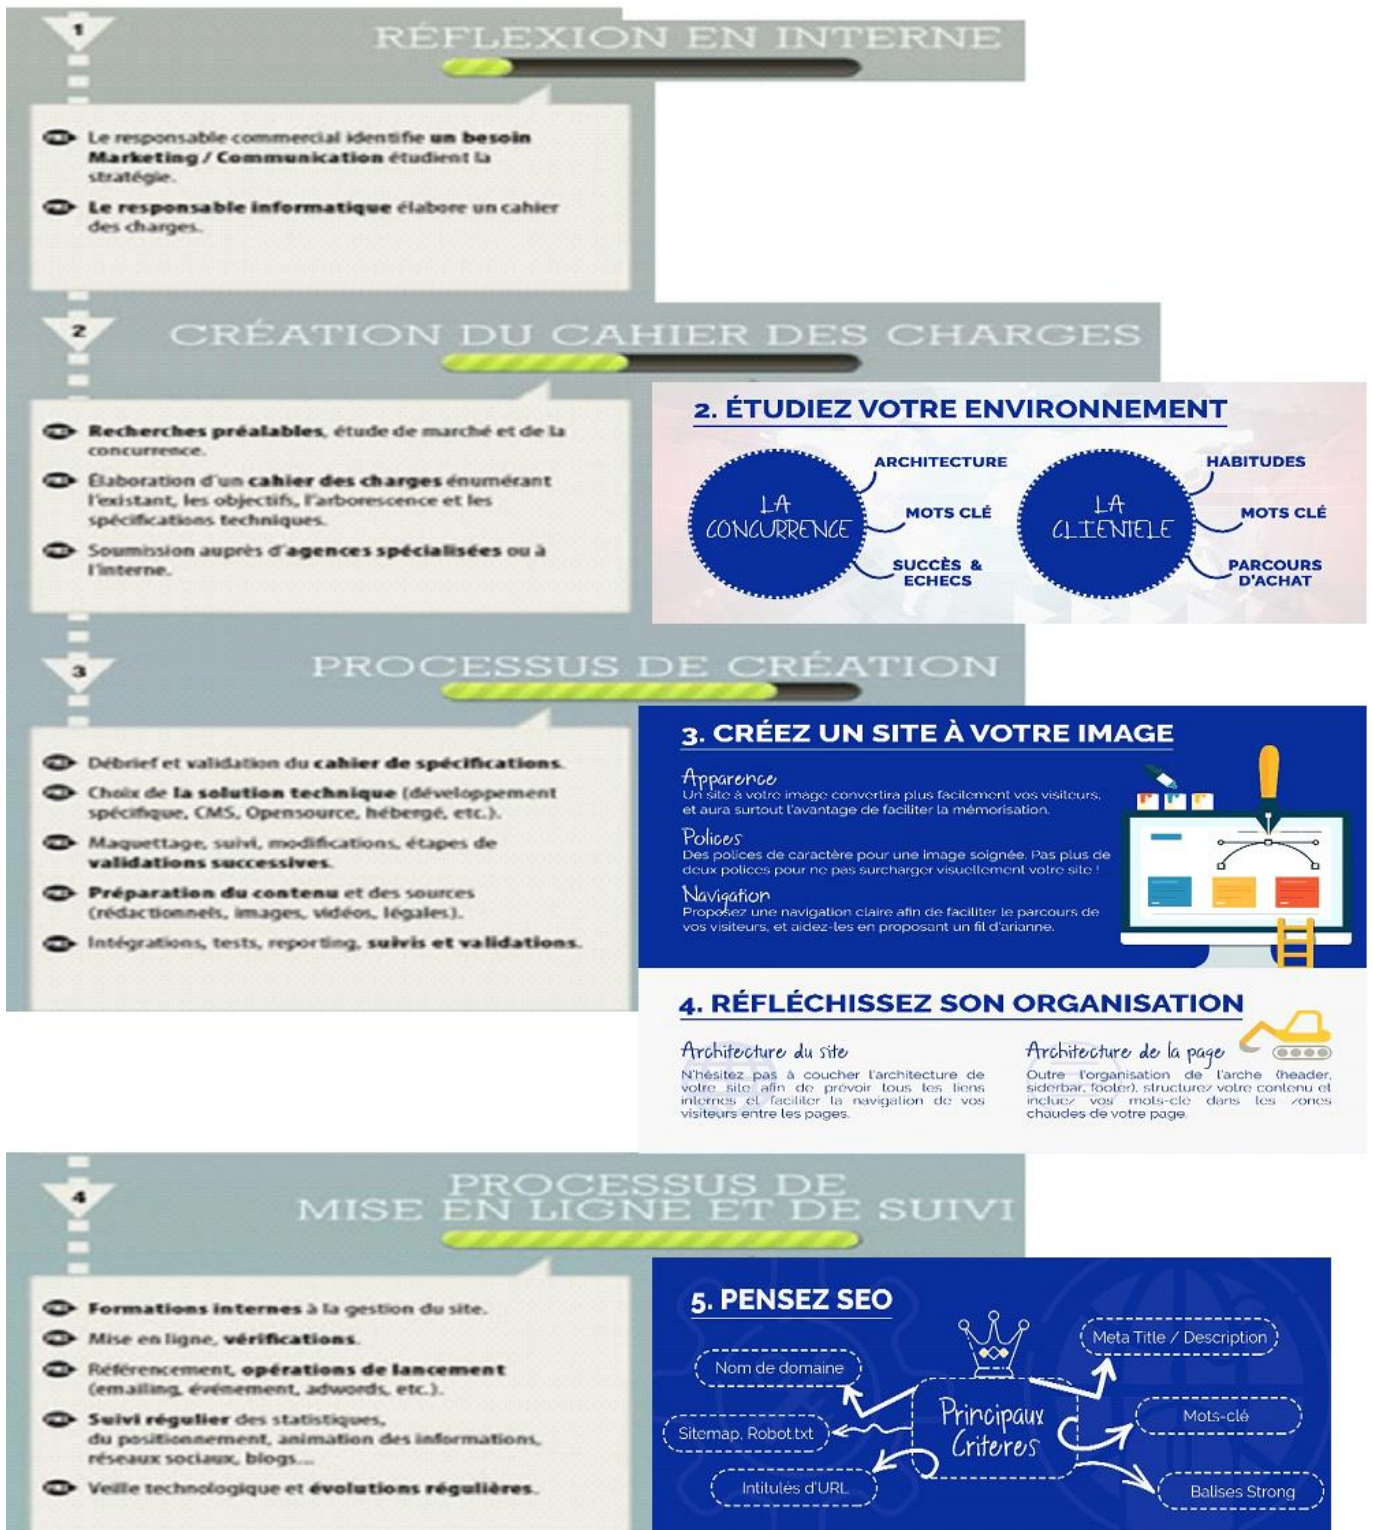 1
RÉFLEXION EN INTERNE
Le responsable commercial identifie un besoin
Marketing / Communication étudient la
stratégie.
Le responsable informatique élabore un cahier
des charges.
2
CRÉATION DU CAHIER DES CHARGES
Recherches préalables, étude de marché et de la
concurrence.
Élaboration d'un cahier des charges énumérant
l'existant, les objectifs, l'arborescence et les
spécifications techniques.
Soumission auprès d'agences spécialisées ou à
l'interne.
2. ÉTUDIEZ VOTRE ENVIRONNEMENT
LA
CONCURRENCE
ARCHITECTURE
MOTS CLÉ
SUCCÈS &
ECHECS
LA
CLIENTELE
HABITUDES
MOTS CLÉ
PARCOURS
D'ACHAT
3
PROCESSUS DE CRÉATION
Débrief et validation du cahier de spécifications.
Choix de la solution technique (développement
spécifique, CMS, Opensource, hébergé, etc.).
Maquettage, suivi, modifications, étapes de
validations successives.
Préparation du contenu et des sources
(rédactionnels, images, vidéos, légales).
Intégrations, tests, reporting, suivis et validations.
3. CRÉEZ UN SITE À VOTRE IMAGE
Apparence
Un site à votre image convertira plus facilement vos visiteurs,
et aura surtout l'avantage de faciliter la mémorisation.
Polices
Des polices de caractère pour une image soignée. Pas plus de
deux polices pour ne pas surcharger visuellement votre site !
Navigation
Proposez une navigation claire afin de faciliter le parcours de
vos visiteurs, et aidez-les en proposant un fil d'arianne.
4. RÉFLÉCHISSEZ SON ORGANISATION
Architecture du site
N'hésitez pas à coucher l'architecture de
votre site afin de prévoir tous les liens
internes et faciliter la navigation de vos
visiteurs entre les pages.
Architecture de la page
Outre l'organisation de l'arche (header,
siderbar, footer), structurez votre contenu et
incluez vos mots-clé dans les zones
chaudes de votre page.
4
PROCESSUS DE
MISE EN LIGNE ET DE SUIVI
Formations internes à la gestion du site.
Mise en ligne, vérifications.
Référencement, opérations de lancement
(emailing, événement, adwords, etc.).
Suivi régulier des statistiques,
du positionnement, animation des informations,
réseaux sociaux, blogs...
Veille technologique et évolutions régulières.
5. PENSEZ SEO
Nom de domaine
Sitemap, Robot.txt
Intitulés d'URL
Principaux
Criteres
Meta Title / Description
Mots-clé
Balises Strong